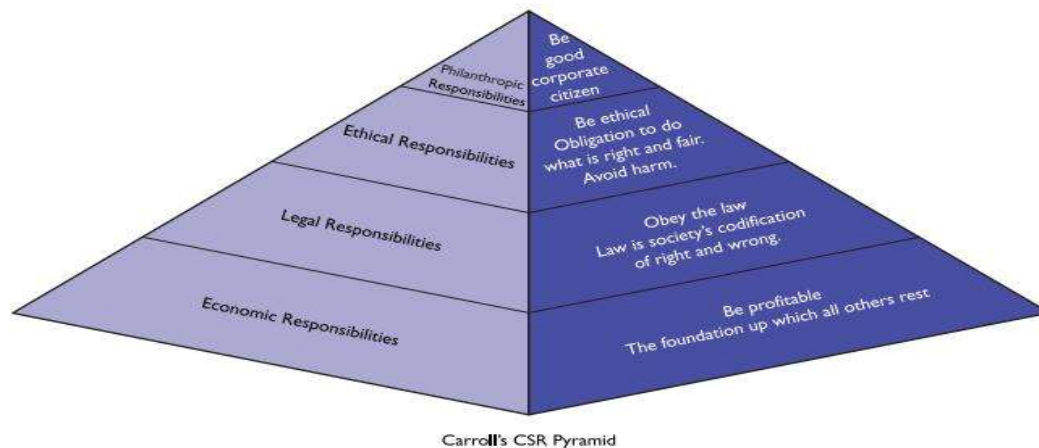 Philanthropic
Responsibilities
Be
good
corporate
citizen
Ethical Responsibilities
Be ethical
Obligation to do
what is right and fair.
Avoid harm.
Legal Responsibilities
Obey the law
Law is society's codification
of right and wrong.
Economic Responsibilities
Be profitable
The foundation up which all others rest
Carroll's CSR Pyramid